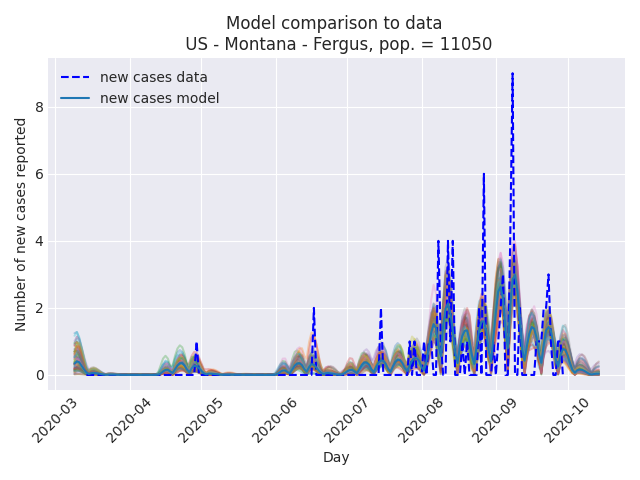 Model comparison to data
US - Montana - Fergus, pop. = 11050
new cases data
new cases model
Number of new cases reported
8
6
4
2
0
2020-03
2020-04
2020-05
2020-06
2020-07
2020-08
2020-09
2020-10
Day